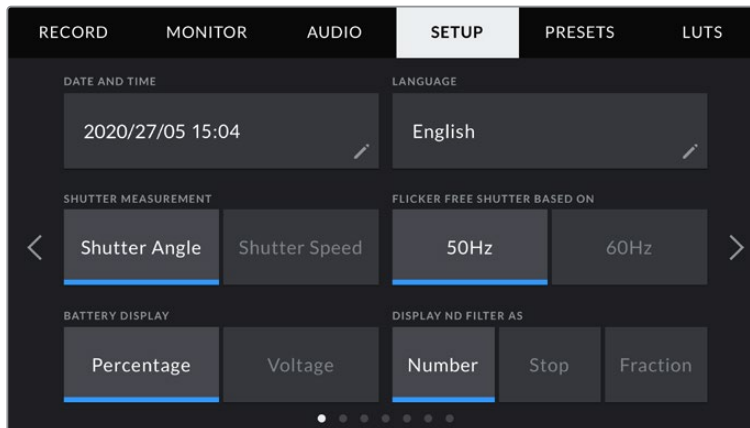 RECORD MONITOR AUDIO SETUP PRESETS LUTS
DATE AND TIME LANGUAGE
2020/27/05 15:04 English
SHUTTER MEASUREMENT FLICKER FREE SHUTTER BASED ON
Shutter Angle Shutter Speed 50Hz 60Hz
BATTERY DISPLAY DISPLAY ND FILTER AS
Percentage Voltage Number Stop Fraction